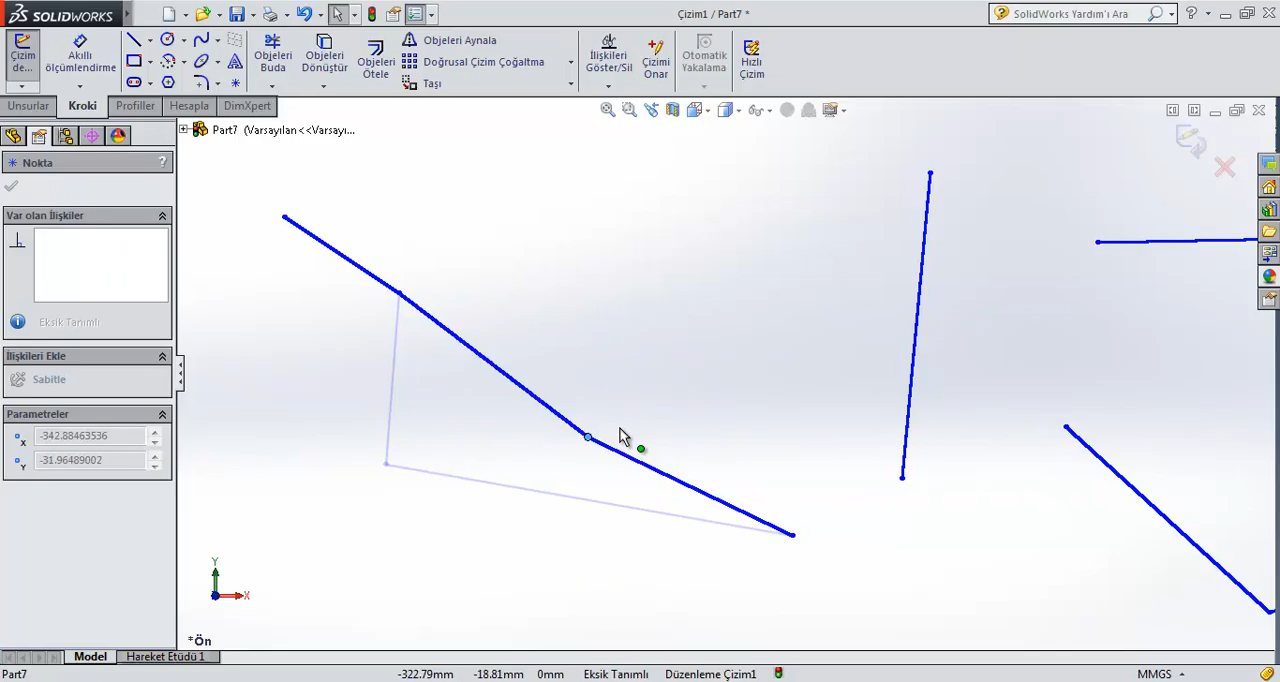 SOLIDWORKS
Çizim1 / Part7 *
SolidWorks Yardım'ı Ara
Çizim
de...
Akıllı
ölçümlendirme
Objeleri
Buda
Objeleri
Dönüştür
Objeleri
Ötele
Objeleri Aynala
Doğrusal Çizim Çoğaltma
Taşı
İlişkileri
Göster/Sil
Çizimi
Onar
Otomatik
Yakalama
Hızlı
Çizim
Unsurlar
Kroki
Profiller
Hesapla
DimXpert
Part7 (Varsayılan<<Varsayı...
Nokta
?
Var olan İlişkiler
Eksik Tanımlı
İlişkileri Ekle
Sabitle
Parametreler
X
-342.88463536
Y
-31.96489002
Y
X
*Ön
Model
Hareket Etüdü 1
Part7
-322.79mm
-18.81mm
0mm
Eksik Tanımlı
Düzenleme Çizim1
MMGS